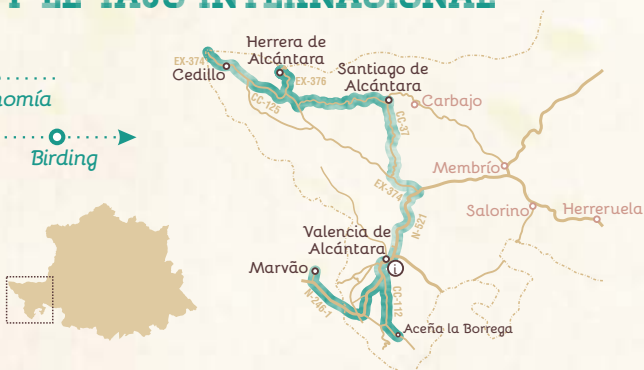 Y EL TAJO INTERNACIONAL
Birding
EX-374
Cedillo
Herrera de
Alcántara
EX-376
CC-125
Santiago de
Alcántara
Carbajo
CC-37
Membrío
EX-374
Salorino
Herreruela
N-521
Valencia de
Alcántara
i
Marvão
N-246-1
CC-112
Aceña la Borrega